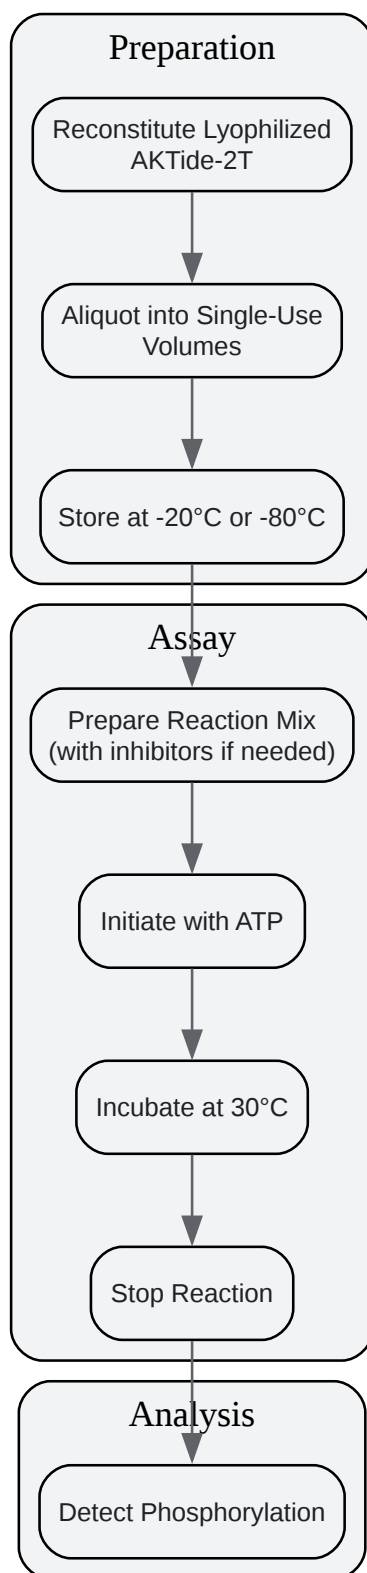 Preparation
Reconstitute Lyophilized
AKTide-2T
Aliquot into Single-Use
Volumes
Store at -20°C or -80°C
Assay
Prepare Reaction Mix
(with inhibitors if needed)
Initiate with ATP
Incubate at 30°C
Stop Reaction
Analysis
Detect Phosphorylation